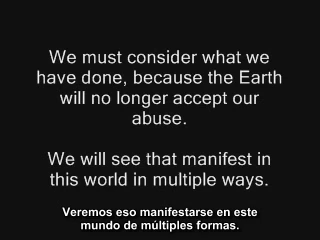 We must consider what we
have done, because the Earth
will no longer accept our
abuse.
We will see that manifest in
this world in multiple ways.
Veremos eso manifestarse en este
mundo de múltiples formas.